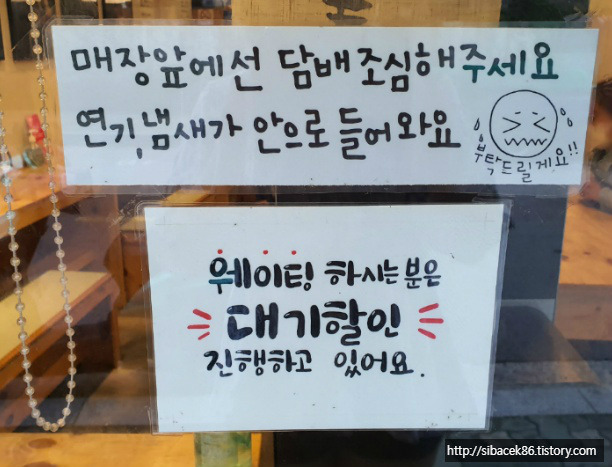 매장앞에선 담배조심해주세요
연기,냄새가 안으로 들어와요
부탁드릴게요!!
웨이팅 하시는분은
대기할인
진행하고 있어요.
http://sibacek86.tistory.com